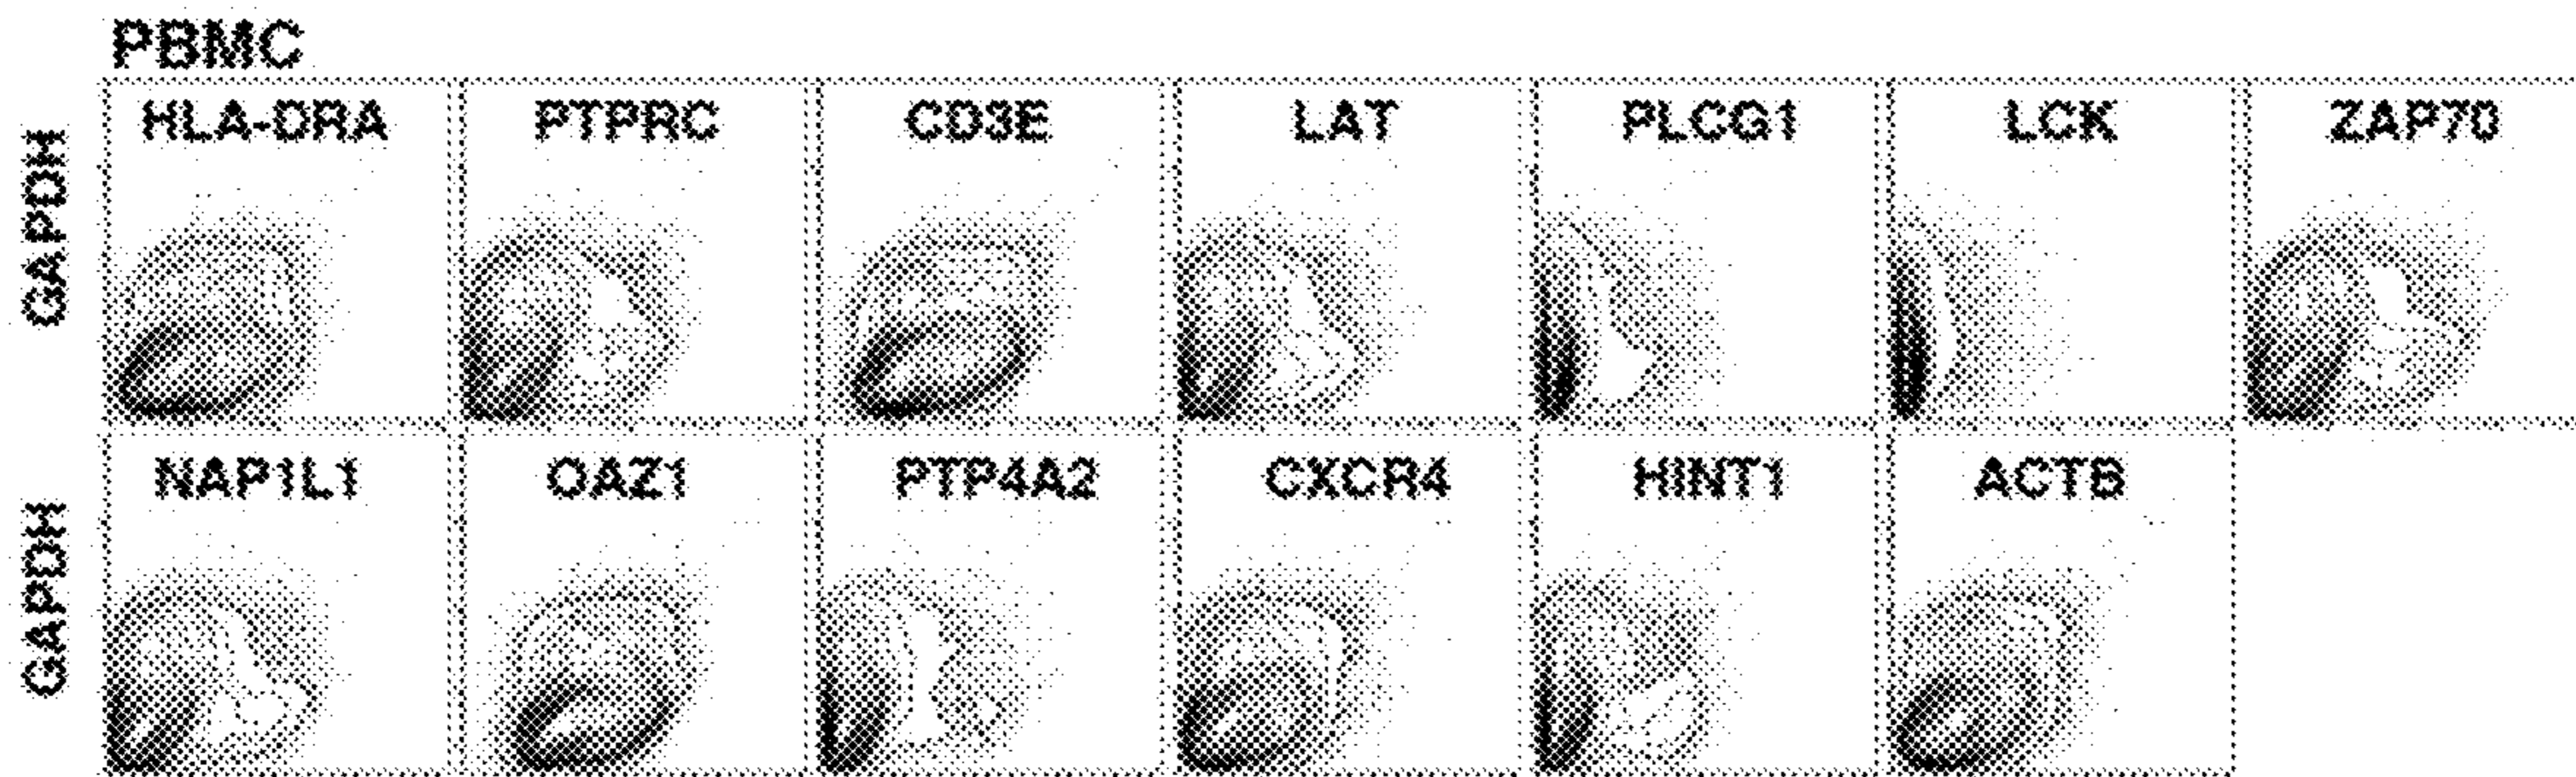 PBMC
GAPDH
HLA-DRA PTPRC CD3E LAT PLCG1 LCK ZAP70
GAPDH
NAP1L1 OAZ1 PTP4A2 CXCR4 HINT1 ACTB